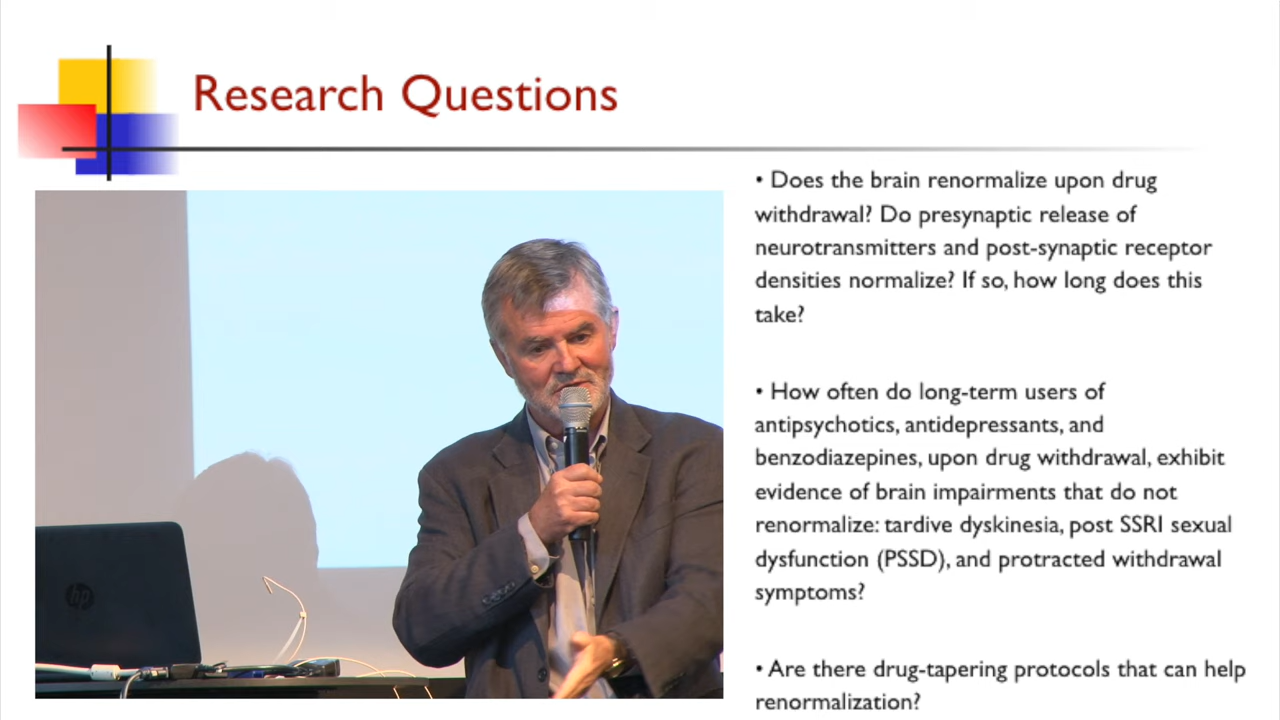 Research Questions
• Does the brain renormalize upon drug
withdrawal? Do presynaptic release of
neurotransmitters and post-synaptic receptor
densities normalize? If so, how long does this
take?
• How often do long-term users of
antipsychotics, antidepressants, and
benzodiazepines, upon drug withdrawal, exhibit
evidence of brain impairments that do not
renormalize: tardive dyskinesia, post SSRI sexual
dysfunction (PSSD), and protracted withdrawal
symptoms?
• Are there drug-tapering protocols that can help
renormalization?
hp